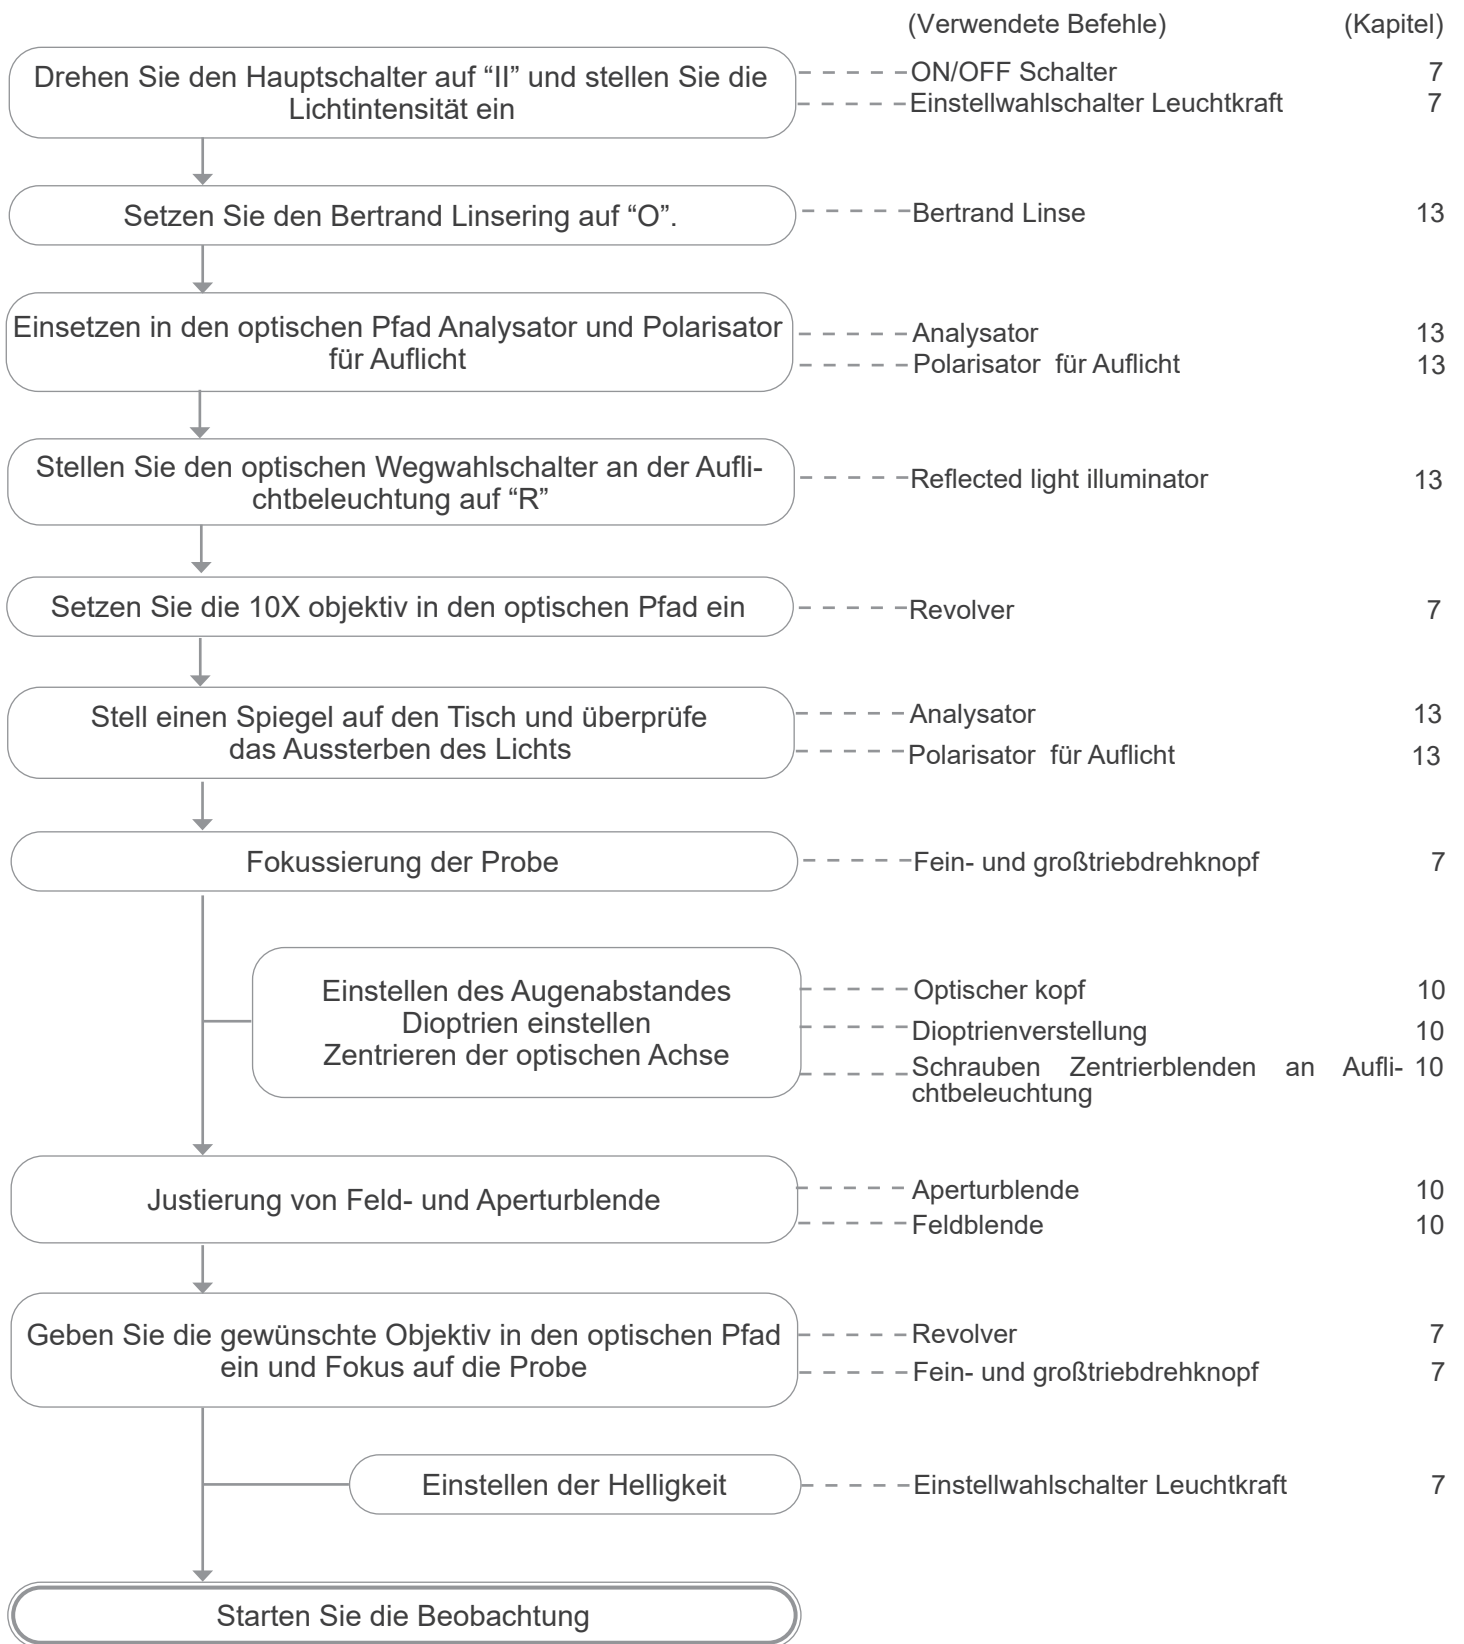 (Verwendete Befehle) (Kapitel)
Drehen Sie den Hauptschalter auf “II” und stellen Sie die
Lichtintensität ein
ON/OFF Schalter 7
Einstellwahlschalter Leuchtkraft 7
Setzen Sie den Bertrand Linsering auf “O”.
Bertrand Linse 13
Einsetzen in den optischen Pfad Analysator und Polarisator
für Auflicht
Analysator 13
Polarisator für Auflicht 13
Stellen Sie den optischen Wegwahlschalter an der Aufli-
chtbeleuchtung auf “R”
Reflected light illuminator 13
Setzen Sie die 10X objektiv in den optischen Pfad ein
Revolver 7
Stell einen Spiegel auf den Tisch und überprüfe
das Aussterben des Lichts
Analysator 13
Polarisator für Auflicht 13
Fokussierung der Probe
Fein- und großtriebdrehknopf 7
Einstellen des Augenabstandes
Dioptrien einstellen
Zentrieren der optischen Achse
Optischer kopf 10
Dioptrienverstellung 10
Schrauben Zentrierblenden an Aufli- 10
chtbeleuchtung
Justierung von Feld- und Aperturblende
Aperturblende 10
Feldblende 10
Geben Sie die gewünschte Objektiv in den optischen Pfad
ein und Fokus auf die Probe
Revolver 7
Fein- und großtriebdrehknopf 7
Einstellen der Helligkeit
Einstellwahlschalter Leuchtkraft 7
Starten Sie die Beobachtung